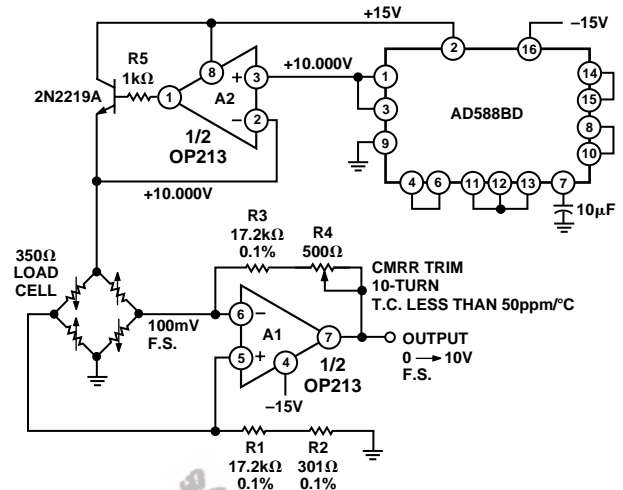 +15V
–15V
R5
1kΩ
2N2219A
8
1
A2
+
3
–
2
1/2
OP213
+10.000V
+10.000V
2
16
1
3
9
14
15
8
10
4
6
11
12
13
7
AD588BD
10µF
350Ω
LOAD
CELL
100mV
F.S.
R3
17.2kΩ
0.1%
R4
500Ω
CMRR TRIM
10-TURN
T.C. LESS THAN 50ppm/°C
6
–
5
+
A1
7
4
1/2
OP213
–15V
OUTPUT
0 → 10V
F.S.
R1
17.2kΩ
0.1%
R2
301Ω
0.1%